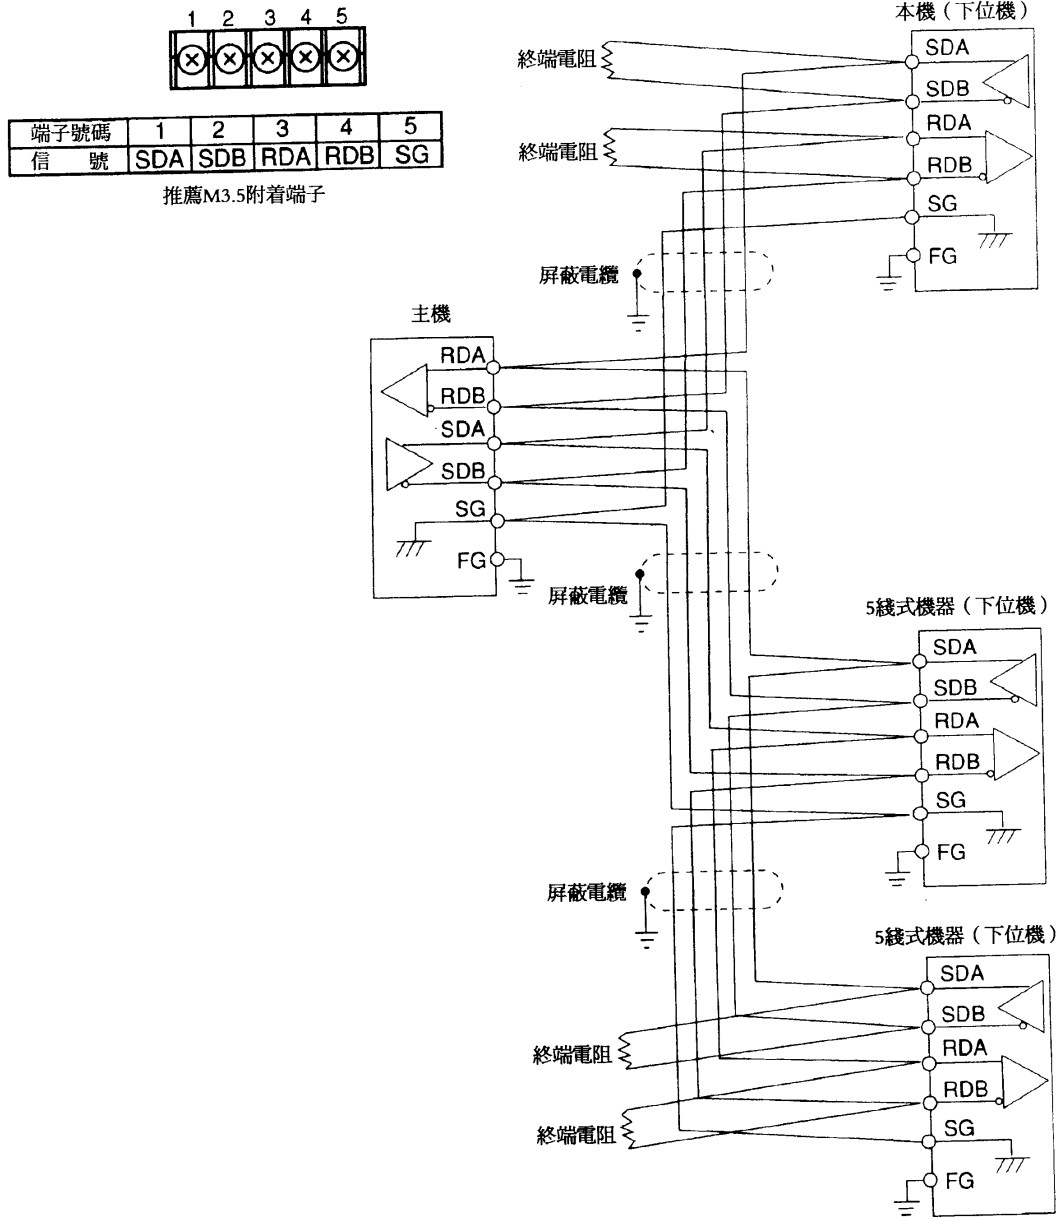 1 2 3 4 5
端子號碼 1 2 3 4 5
信 號 SDA SDB RDA RDB SG
推薦M3.5附着端子
本機（下位機）
終端電阻
終端電阻
SDA
SDB
RDA
RDB
SG
FG
屏蔽電纜
主機
RDA
RDB
SDA
SDB
SG
FG
屏蔽電纜
5綫式機器（下位機）
SDA
SDB
RDA
RDB
SG
FG
屏蔽電纜
5綫式機器（下位機）
SDA
SDB
RDA
RDB
SG
FG
終端電阻
終端電阻